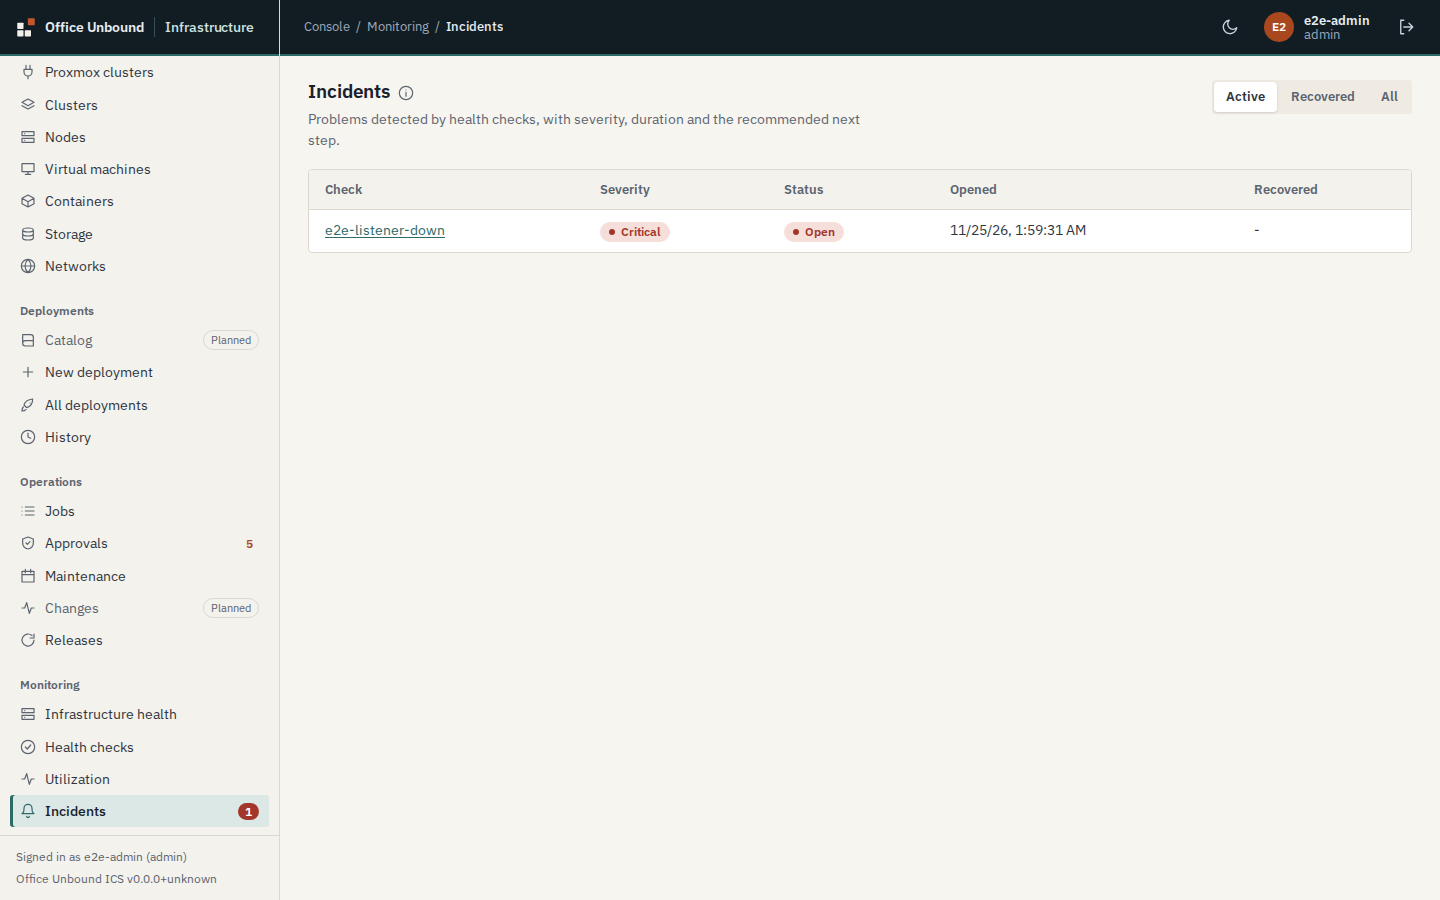 Office Unbound | Infrastructure
Console / Monitoring / Incidents
E2
e2e-admin
admin
Proxmox clusters
Clusters
Nodes
Virtual machines
Containers
Storage
Networks
Deployments
Catalog Planned
New deployment
All deployments
History
Operations
Jobs
Approvals 5
Maintenance
Changes Planned
Releases
Monitoring
Infrastructure health
Health checks
Utilization
Incidents 1
Signed in as e2e-admin (admin)
Office Unbound ICS v0.0.0+unknown
Incidents
Problems detected by health checks, with severity, duration and the recommended next
step.
Active Recovered All
Check Severity Status Opened Recovered
e2e-listener-down Critical Open 11/25/26, 1:59:31 AM -